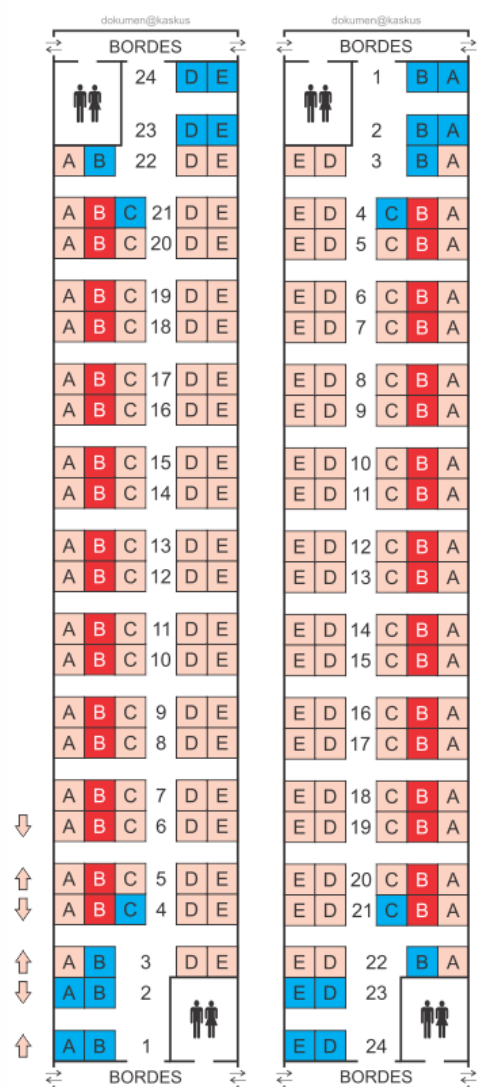 dokumen@kaskus dokumen@kaskus
BORDES BORDES
24 D E 1 B A
23 D E 2 B A
A B 22 D E E D 3 B A
A B C 21 D E E D 4 C B A
A B C 20 D E E D 5 C B A
A B C 19 D E E D 6 C B A
A B C 18 D E E D 7 C B A
A B C 17 D E E D 8 C B A
A B C 16 D E E D 9 C B A
A B C 15 D E E D 10 C B A
A B C 14 D E E D 11 C B A
A B C 13 D E E D 12 C B A
A B C 12 D E E D 13 C B A
A B C 11 D E E D 14 C B A
A B C 10 D E E D 15 C B A
A B C 9 D E E D 16 C B A
A B C 8 D E E D 17 C B A
A B C 7 D E E D 18 C B A
A B C 6 D E E D 19 C B A
A B C 5 D E E D 20 C B A
A B C 4 D E E D 21 C B A
A B 3 D E E D 22 B A
A B 2 E D 23
A B 1 E D 24
BORDES BORDES